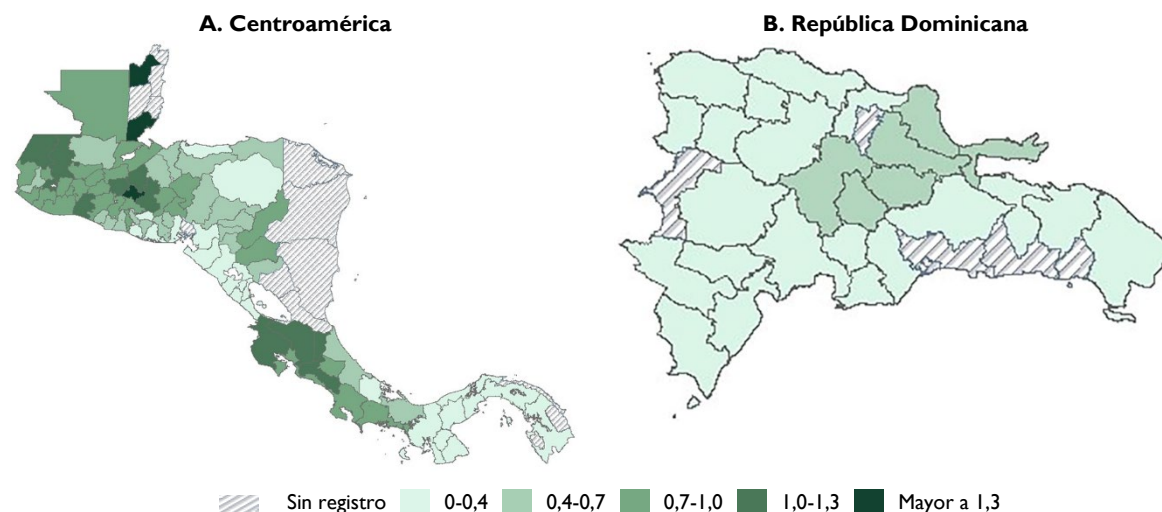 A. Centroamérica
B. República Dominicana
Sin registro 0-0,4 0,4-0,7 0,7-1,0 1,0-1,3 Mayor a 1,3